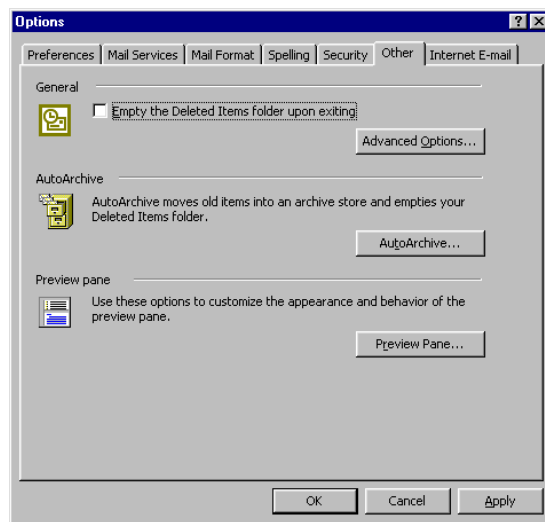 Options
Preferences Mail Services Mail Format Spelling Security Other Internet E-mail
General
Empty the Deleted Items folder upon exiting
Advanced Options...
AutoArchive
AutoArchive moves old items into an archive store and empties your
Deleted Items folder.
AutoArchive...
Preview pane
Use these options to customize the appearance and behavior of the
preview pane.
Preview Pane...
OK Cancel Apply